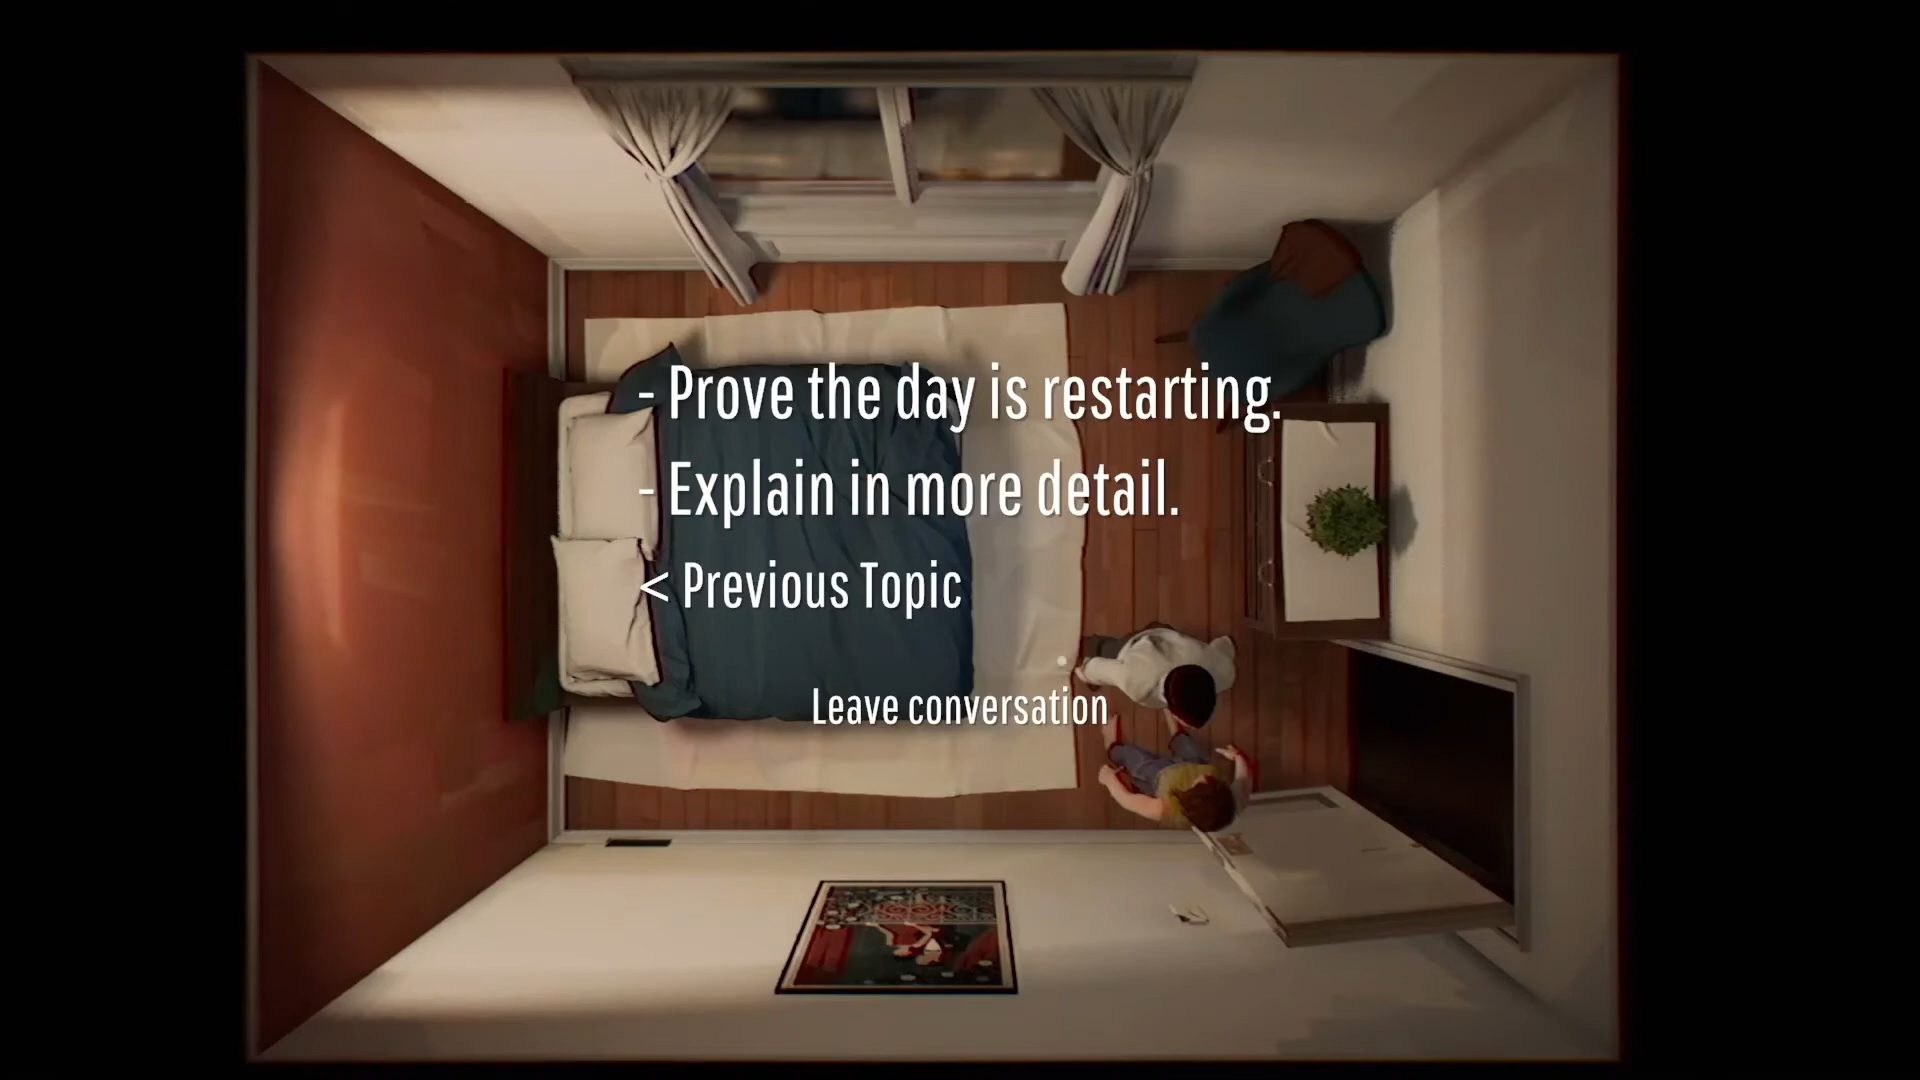 - Prove the day is restarting.
- Explain in more detail.
< Previous Topic
Leave conversation